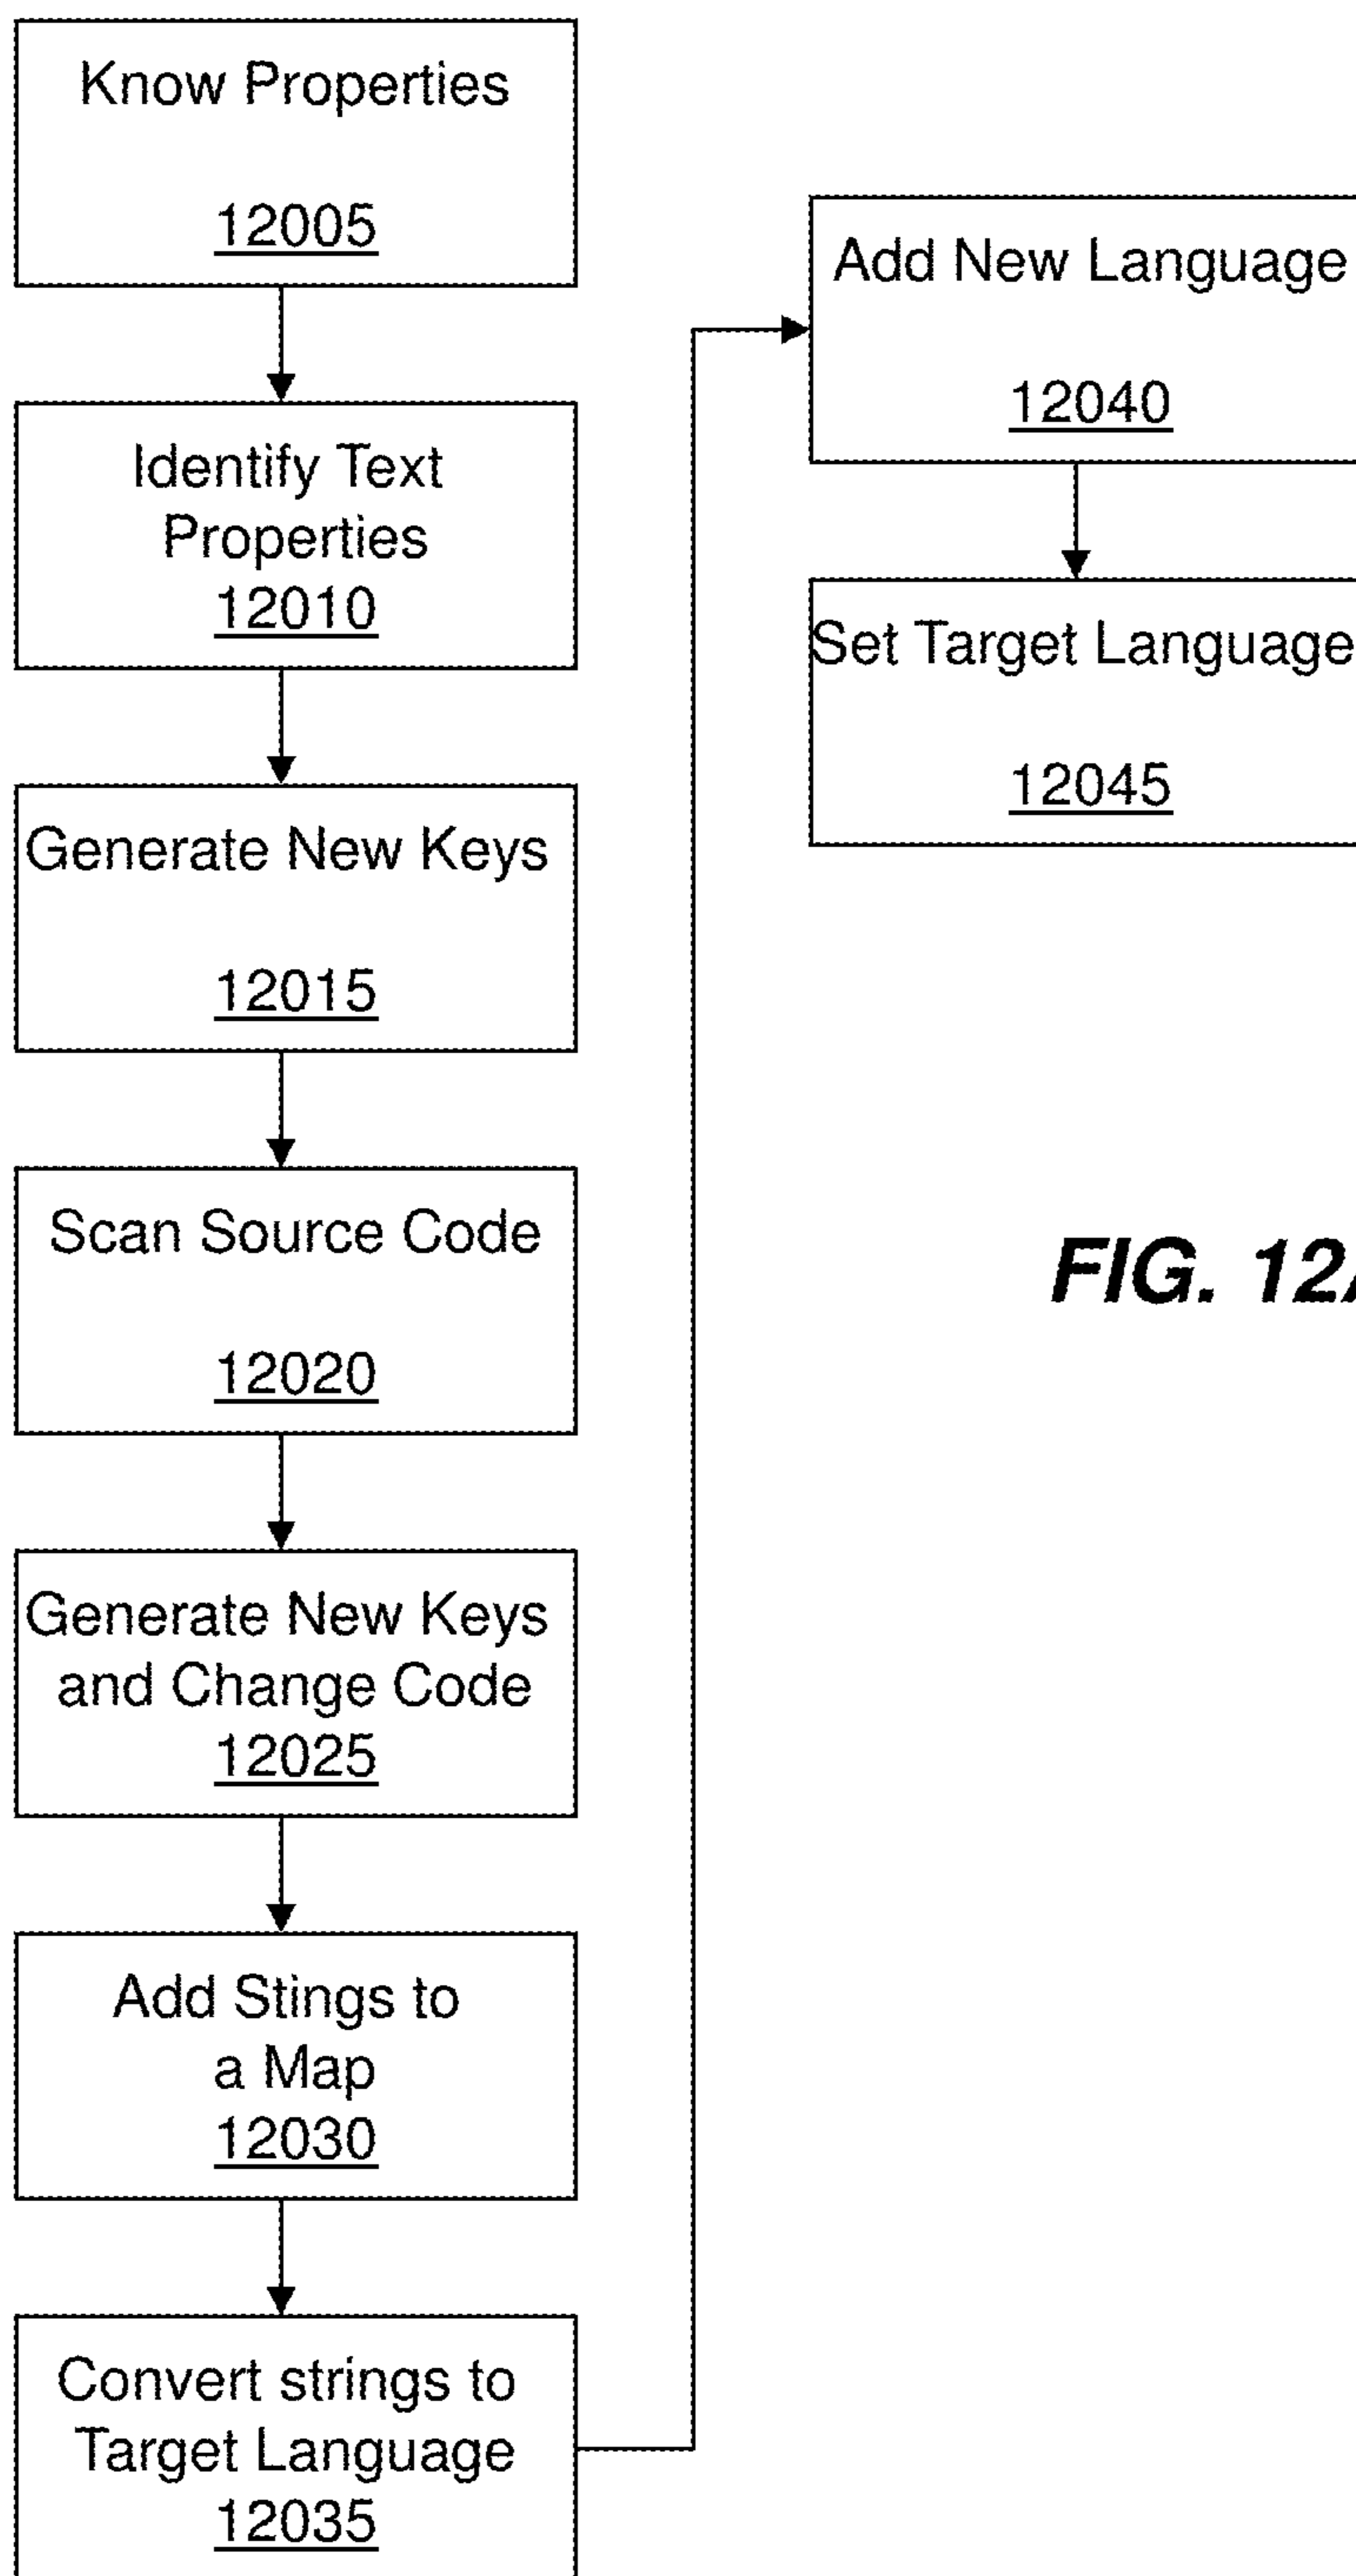 Know Properties
12005
Identify Text
Properties
12010
Generate New Keys
12015
Scan Source Code
12020
Generate New Keys
and Change Code
12025
Add Stings to
a Map
12030
Convert strings to
Target Language
12035
Add New Language
12040
Set Target Language
12045
FIG.